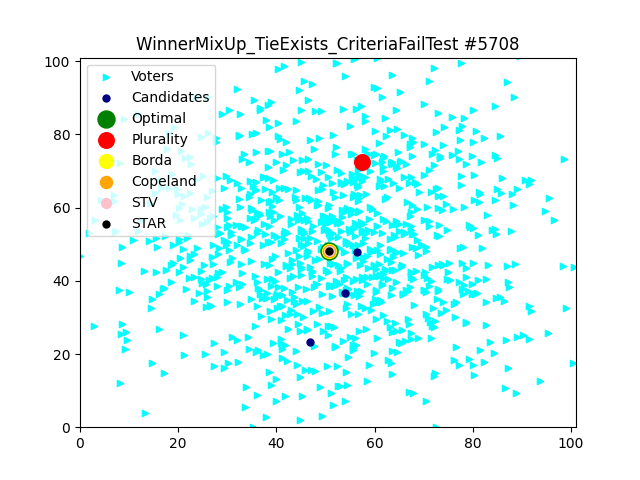 WinnerMixUp_TieExists_CriteriaFailTest #5708
100
80
60
40
20
0
Voters
Candidates
Optimal
Plurality
Borda
Copeland
STV
STAR
0 20 40 60 80 100